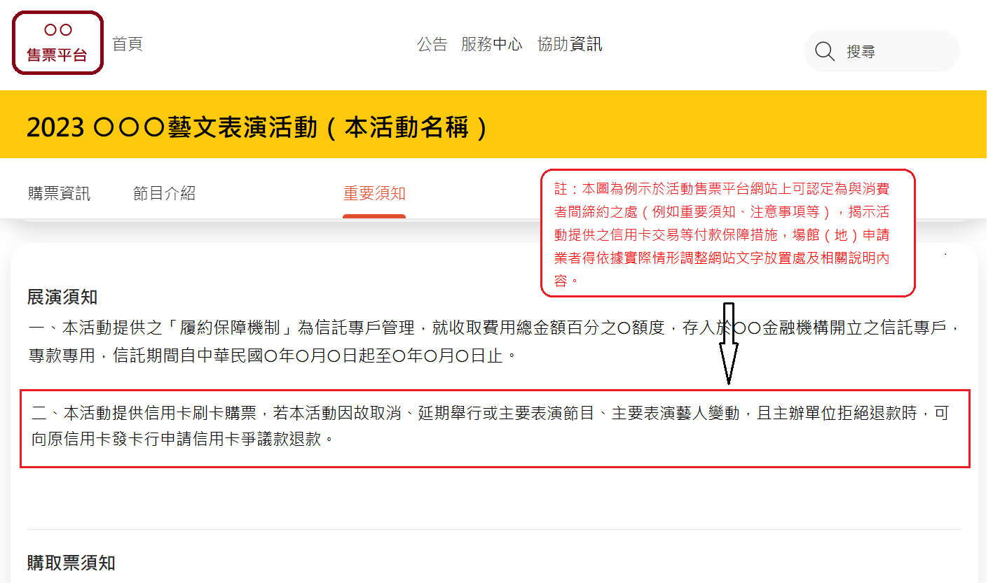 〇〇
售票平台
首頁
公告 服務中心 協助資訊
搜尋
2023 〇〇〇藝文表演活動（本活動名稱）
購票資訊 節目介紹 重要須知
註：本圖為例示於活動售票平台網站上可認定為與消費
者間締約之處（例如重要須知、注意事項等），揭示活
動提供之信用卡交易等付款保障措施，場館（地）申請
業者得依據實際情形調整網站文字放置處及相關說明內
容。
展演須知
一、本活動提供之「履約保障機制」為信託專戶管理，就收取費用總金額百分之〇額度，存入於〇〇金融機構開立之信託專戶，
專款專用，信託期間自中華民國〇年〇月〇日起至〇年〇月〇日止。
二、本活動提供信用卡刷卡購票，若本活動因故取消、延期舉行或主要表演節目、主要表演藝人變動，且主辦單位拒絕退款時，可
向原信用卡發卡行申請信用卡爭議款退款。
購取票須知